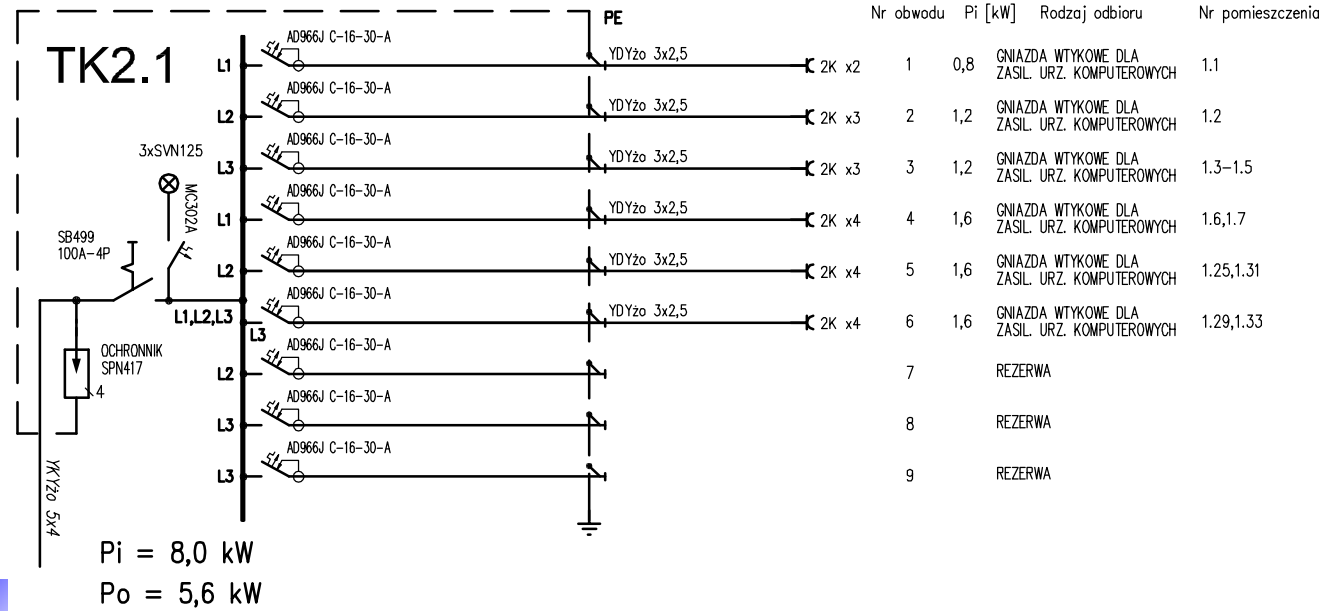 PE
Nr obwodu Pi [kW] Rodzaj odbioru Nr pomieszczenia
TK2.1
L1 AD966J C-16-30-A YDYżo 3x2,5 2K x2 1 0,8 GNIAZDA WTYKOWE DLA 1.1
ZASIL. URZ. KOMPUTEROWYCH
L2 AD966J C-16-30-A YDYżo 3x2,5 2K x3 2 1,2 GNIAZDA WTYKOWE DLA 1.2
ZASIL. URZ. KOMPUTEROWYCH
L3 AD966J C-16-30-A YDYżo 3x2,5 2K x3 3 1,2 GNIAZDA WTYKOWE DLA 1.3-1.5
ZASIL. URZ. KOMPUTEROWYCH
L1 AD966J C-16-30-A YDYżo 3x2,5 2K x4 4 1,6 GNIAZDA WTYKOWE DLA 1.6,1.7
ZASIL. URZ. KOMPUTEROWYCH
L2 AD966J C-16-30-A YDYżo 3x2,5 2K x4 5 1,6 GNIAZDA WTYKOWE DLA 1.25,1.31
ZASIL. URZ. KOMPUTEROWYCH
L3 AD966J C-16-30-A YDYżo 3x2,5 2K x4 6 1,6 GNIAZDA WTYKOWE DLA 1.29,1.33
ZASIL. URZ. KOMPUTEROWYCH
L2 AD966J C-16-30-A 7 REZERWA
L3 AD966J C-16-30-A 8 REZERWA
L3 AD966J C-16-30-A 9 REZERWA
3xSVN125
MC302A
SB499
100A-4P
L1,L2,L3
OCHRONNIK
SPN417
4
YKYżo 5x4
Pi = 8,0 kW
Po = 5,6 kW